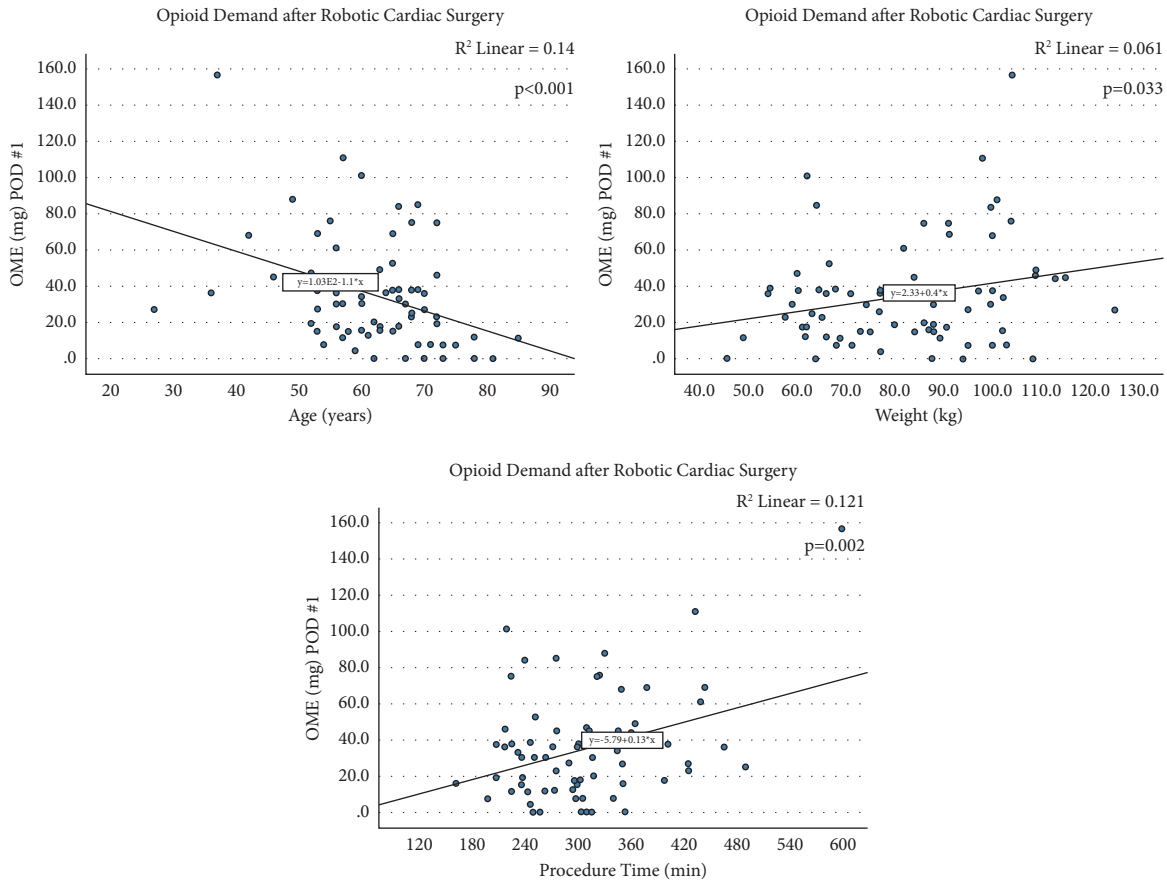 Opioid Demand after Robotic Cardiac Surgery
R² Linear = 0.14
p<0.001
160.0
140.0
120.0
100.0
80.0
60.0
40.0
20.0
.0
OME (mg) POD #1
y=1.03E2-1.1*x
20 30 40 50 60 70 80 90
Age (years)
Opioid Demand after Robotic Cardiac Surgery
R² Linear = 0.061
p=0.033
160.0
140.0
120.0
100.0
80.0
60.0
40.0
20.0
.0
OME (mg) POD #1
y=2.33+0.4*x
40.0 50.0 60.0 70.0 80.0 90.0 100.0 110.0 120.0 130.0
Weight (kg)
Opioid Demand after Robotic Cardiac Surgery
R² Linear = 0.121
p=0.002
160.0
140.0
120.0
100.0
80.0
60.0
40.0
20.0
.0
OME (mg) POD #1
y=-5.79+0.13*x
120 180 240 300 360 420 480 540 600
Procedure Time (min)